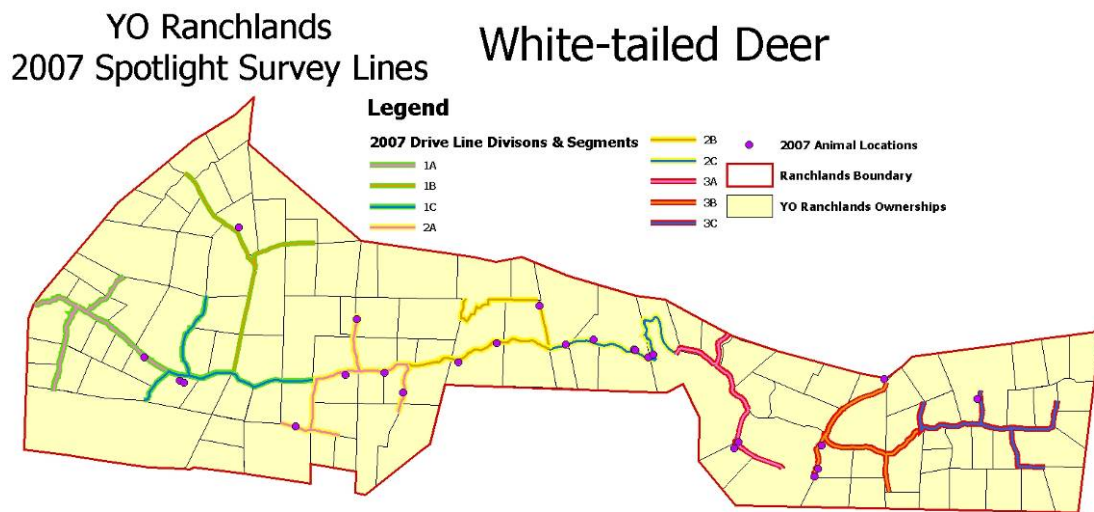 YO Ranchlands
2007 Spotlight Survey Lines
White-tailed Deer
Legend
2007 Drive Line Divisons & Segments
1A
1B
1C
2A
2B
2C
3A
3B
3C
2007 Animal Locations
Ranchlands Boundary
YO Ranchlands Ownerships